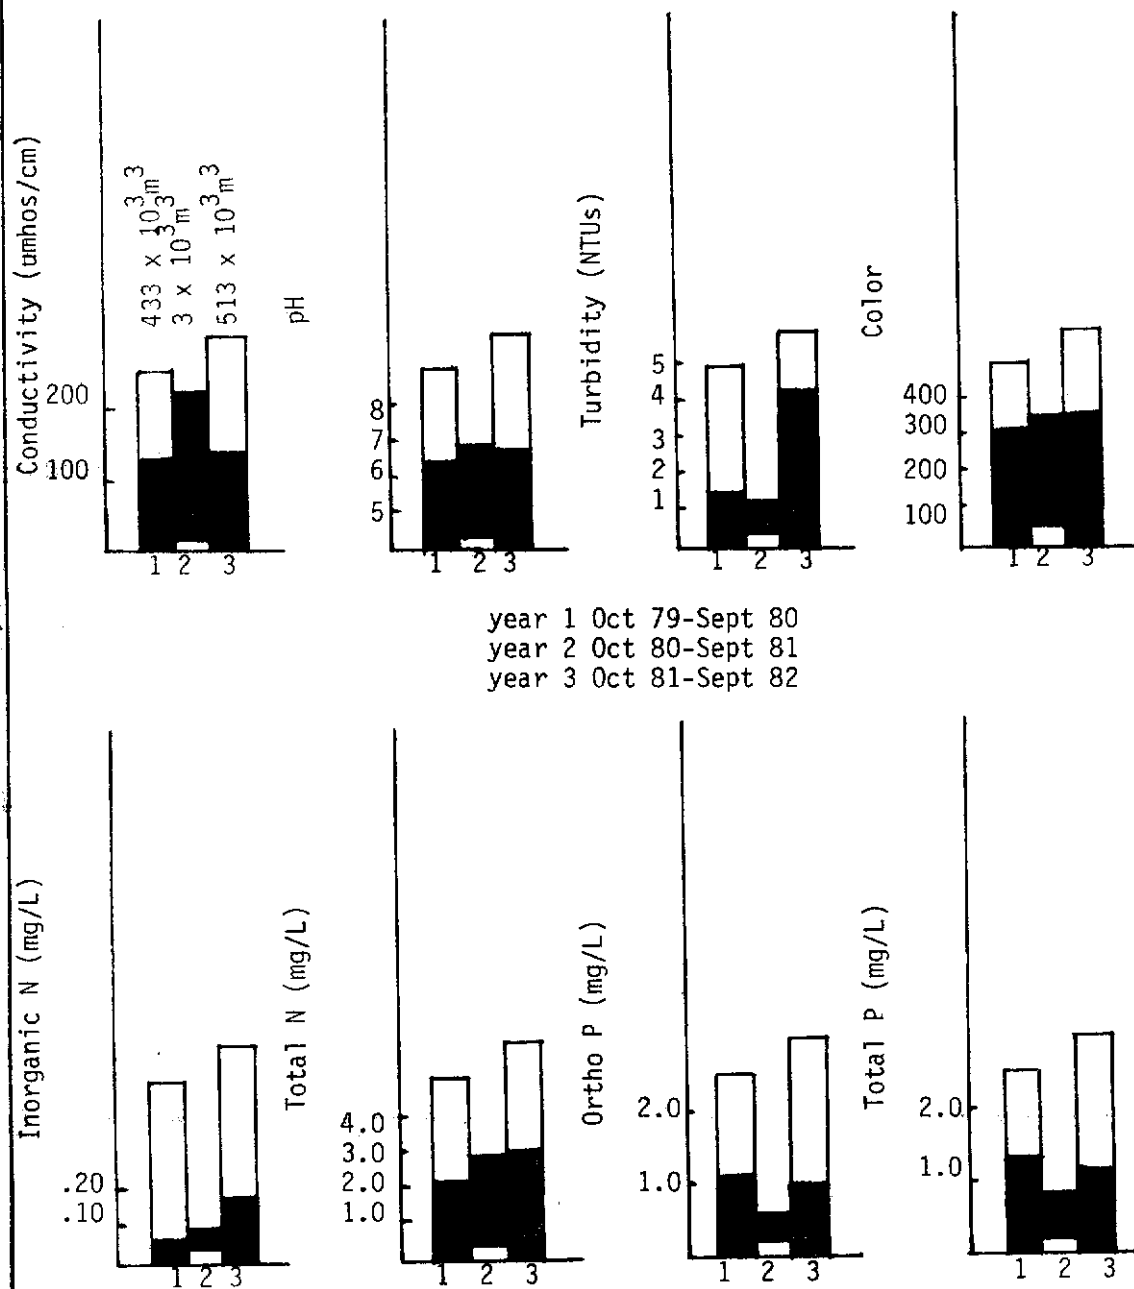 Conductivity (umhos/cm)
200
100
433 x 10³m³
3 x 10³m³
513 x 10³m³
1 2 3
pH
8
7
6
5
1 2 3
Turbidity (NTUs)
5
4
3
2
1
1 2 3
Color
400
300
200
100
1 2 3
year 1 Oct 79-Sept 80
year 2 Oct 80-Sept 81
year 3 Oct 81-Sept 82
Inorganic N (mg/L)
.20
.10
1 2 3
Total N (mg/L)
4.0
3.0
2.0
1.0
1 2 3
Ortho P (mg/L)
2.0
1.0
1 2 3
Total P (mg/L)
2.0
1.0
1 2 3